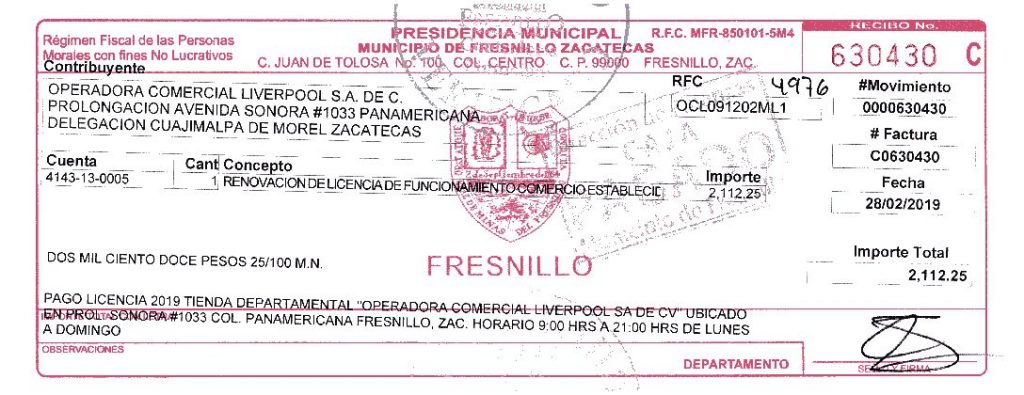 PRESIDENCIA MUNICIPAL R.F.C. MFR-850101-5M4
MUNICIPIO DE FRESNILLO ZACATECAS
C. JUAN DE TOLOSA No. 100 COL. CENTRO C. P. 99000 FRESNILLO, ZAC.
Régimen Fiscal de las Personas
Morales con fines No Lucrativos
RECIBO No.
630430 C
Contribuyente
OPERADORA COMERCIAL LIVERPOOL S.A. DE C.
PROLONGACION AVENIDA SONORA #1033 PANAMERICANA
DELEGACION CUAJIMALPA DE MOREL ZACATECAS
RFC 4976
OCL091202ML1
#Movimiento
0000630430
# Factura
C0630430
Fecha
28/02/2019
Cuenta Cant Concepto Importe
4143-13-0005 1 RENOVACION DE LICENCIA DE FUNCIONAMIENTO COMERCIO ESTABLECID 2,112.25
Importe Total
2,112.25
DOS MIL CIENTO DOCE PESOS 25/100 M.N.
FRESNILLO
PAGO LICENCIA 2019 TIENDA DEPARTAMENTAL "OPERADORA COMERCIAL LIVERPOOL SA DE CV" UBICADO
EN PROL. SONORA #1033 COL. PANAMERICANA FRESNILLO, ZAC. HORARIO 9:00 HRS A 21:00 HRS DE LUNES
A DOMINGO
OBSERVACIONES
DEPARTAMENTO
SELLO Y FIRMA